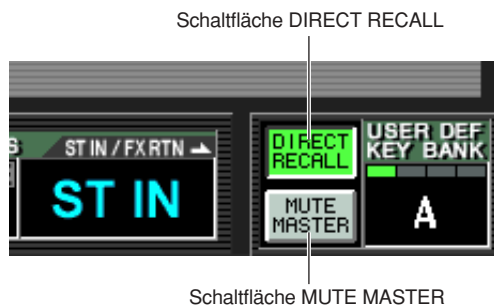 Schaltfläche DIRECT RECALL
S
ST IN / FX RTN
ST IN
DIRECT
RECALL
MUTE
MASTER
USER DEF
KEY BANK
A
Schaltfläche MUTE MASTER